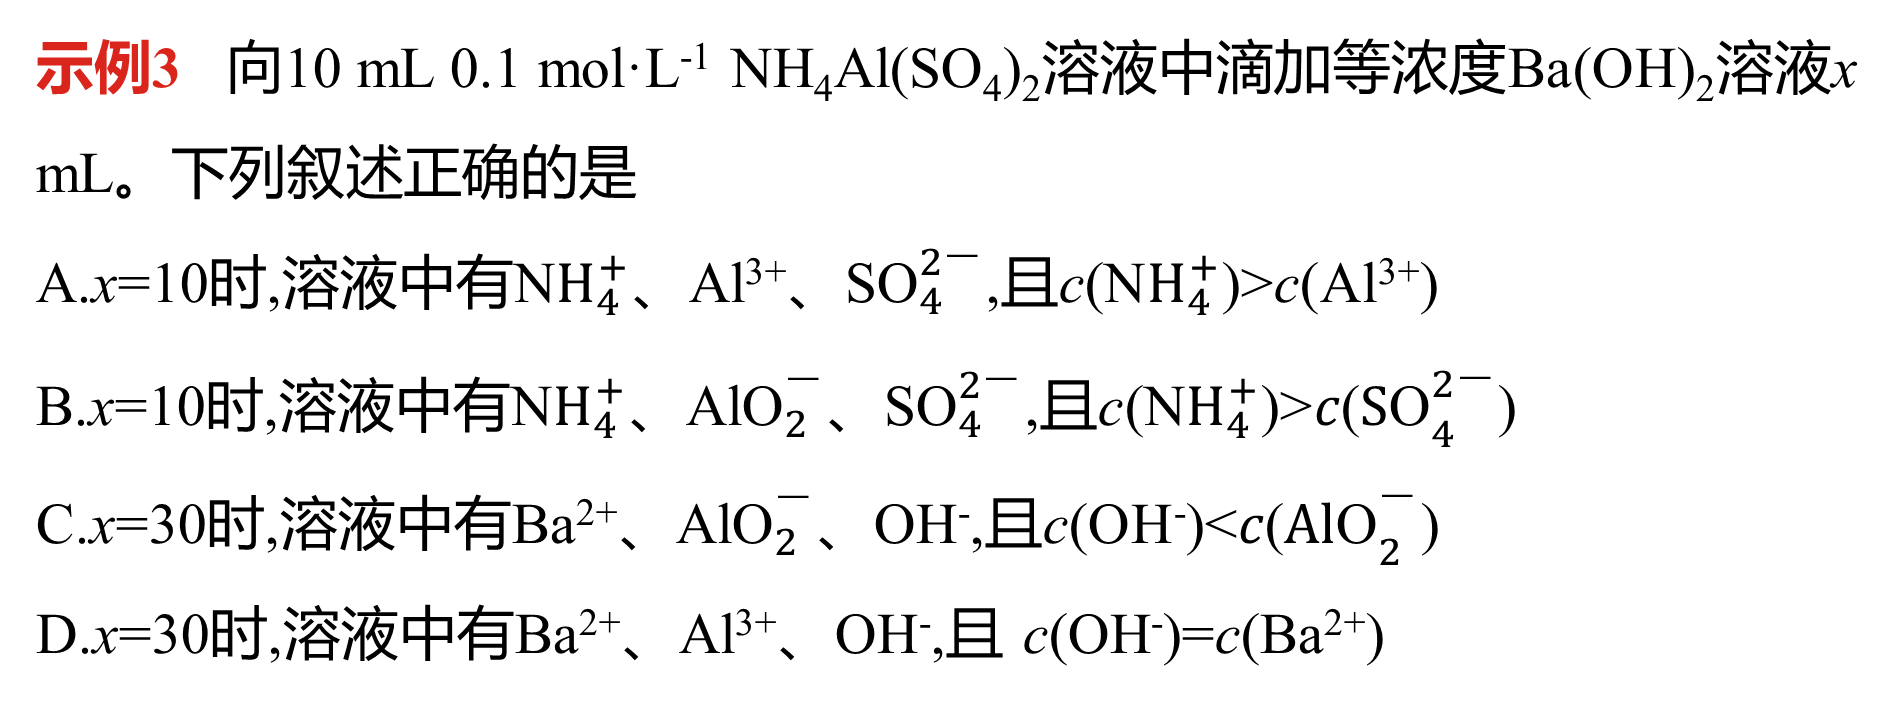 示例3 向10 mL 0.1 mol·L⁻¹ NH₄Al(SO₄)₂溶液中滴加等浓度Ba(OH)₂溶液x
mL。下列叙述正确的是
A.x=10时,溶液中有NH₄⁺、Al³⁺、SO₄²⁻,且c(NH₄⁺)>c(Al³⁺)
B.x=10时,溶液中有NH₄⁺、AlO₂⁻、SO₄²⁻,且c(NH₄⁺)>c(SO₄²⁻)
C.x=30时,溶液中有Ba²⁺、AlO₂⁻、OH⁻,且c(OH⁻)<c(AlO₂⁻)
D.x=30时,溶液中有Ba²⁺、Al³⁺、OH⁻,且 c(OH⁻)=c(Ba²⁺)